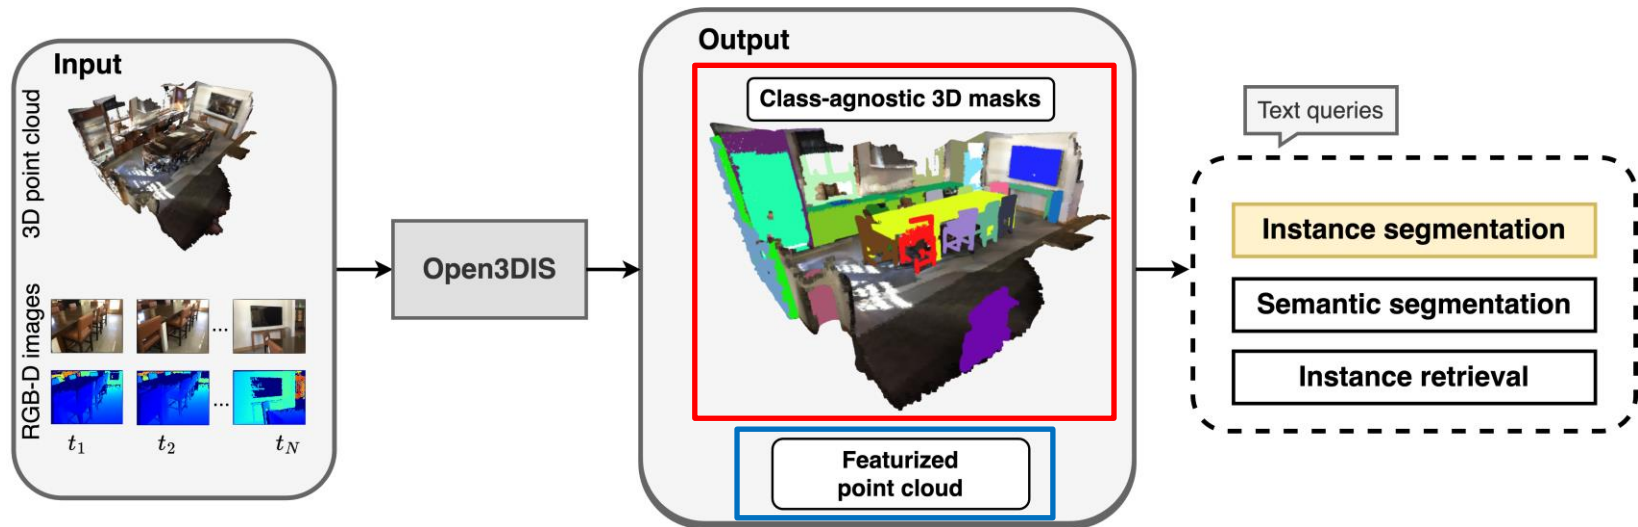 Input
3D point cloud
RGB-D images
...
...
t₁
t₂
t_N
Open3DIS
Output
Class-agnostic 3D masks
Featurized
point cloud
Text queries
Instance segmentation
Semantic segmentation
Instance retrieval